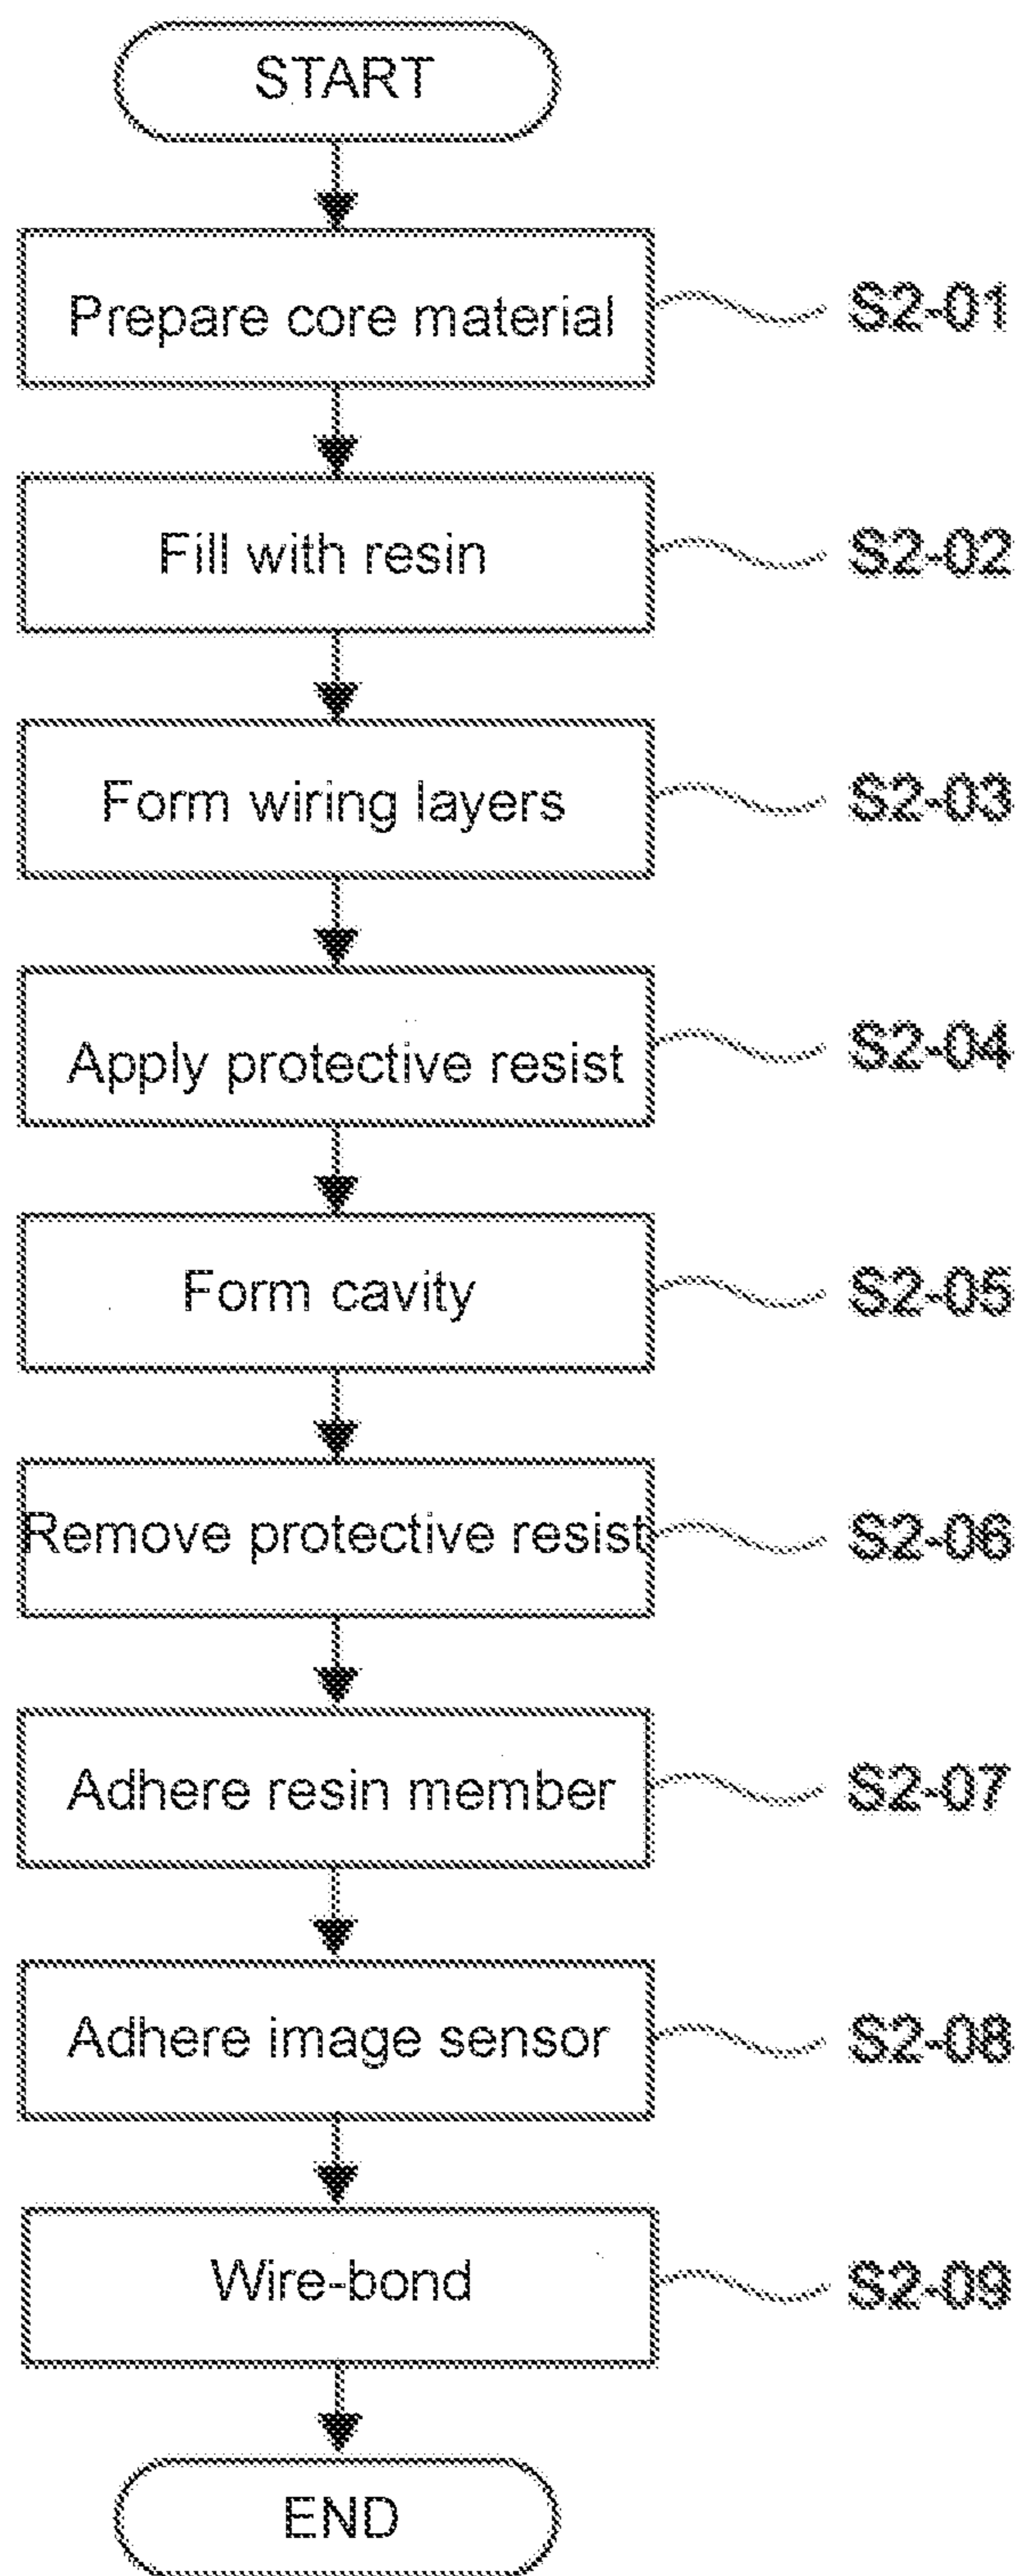 START
Prepare core material
S2-01
Fill with resin
S2-02
Form wiring layers
S2-03
Apply protective resist
S2-04
Form cavity
S2-05
Remove protective resist
S2-06
Adhere resin member
S2-07
Adhere image sensor
S2-08
Wire-bond
S2-09
END